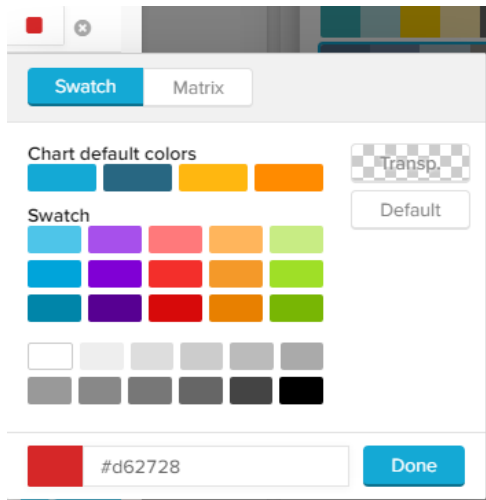 Swatch
Matrix
Chart default colors
Transp.
Default
Swatch
#d62728
Done